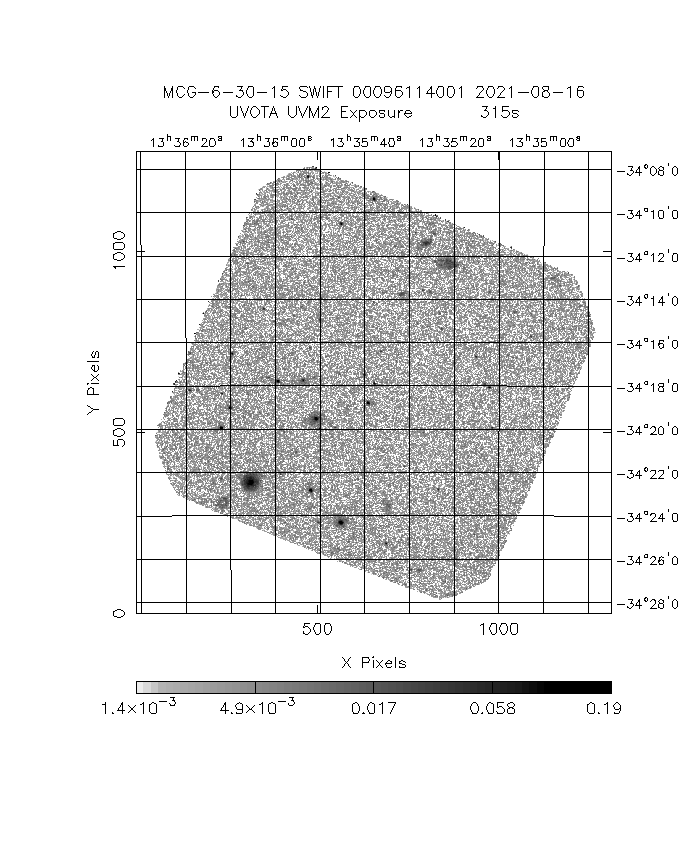 MCG-6-30-15 SWIFT 00096114001 2021-08-16
UVOTA UVM2 Exposure 315s
13ʰ36ᵐ20ˢ 13ʰ36ᵐ00ˢ 13ʰ35ᵐ40ˢ 13ʰ35ᵐ20ˢ 13ʰ35ᵐ00ˢ
-34°08'0
-34°10'0
1000
-34°12'0
-34°14'0
-34°16'0
Y Pixels
-34°18'0
500
-34°20'0
-34°22'0
-34°24'0
-34°26'0
0
-34°28'0
500 1000
X Pixels
1.4×10⁻³ 4.9×10⁻³ 0.017 0.058 0.19